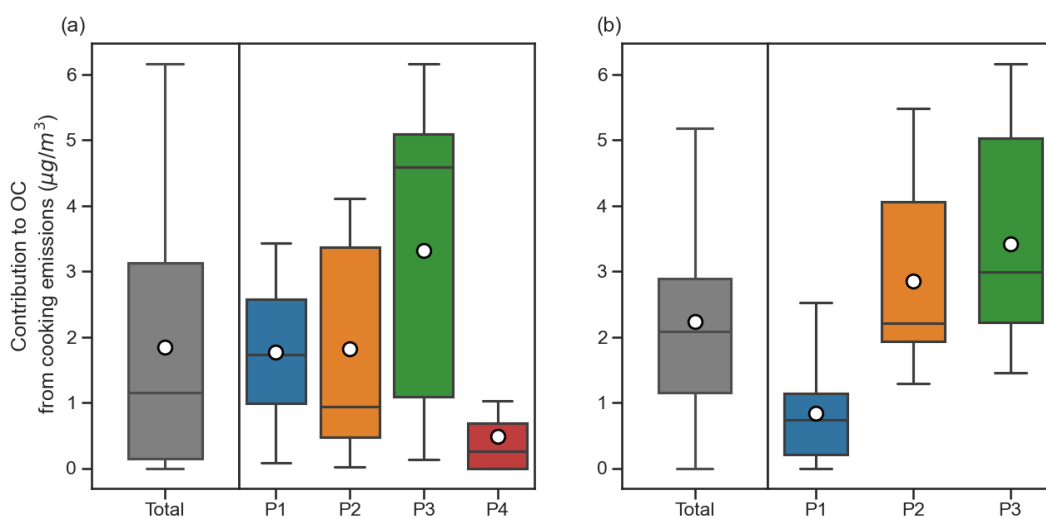 (a)
(b)
Contribution to OC
from cooking emissions (μg/m³)
6
5
4
3
2
1
0
Total P1 P2 P3 P4
6
5
4
3
2
1
0
Total P1 P2 P3